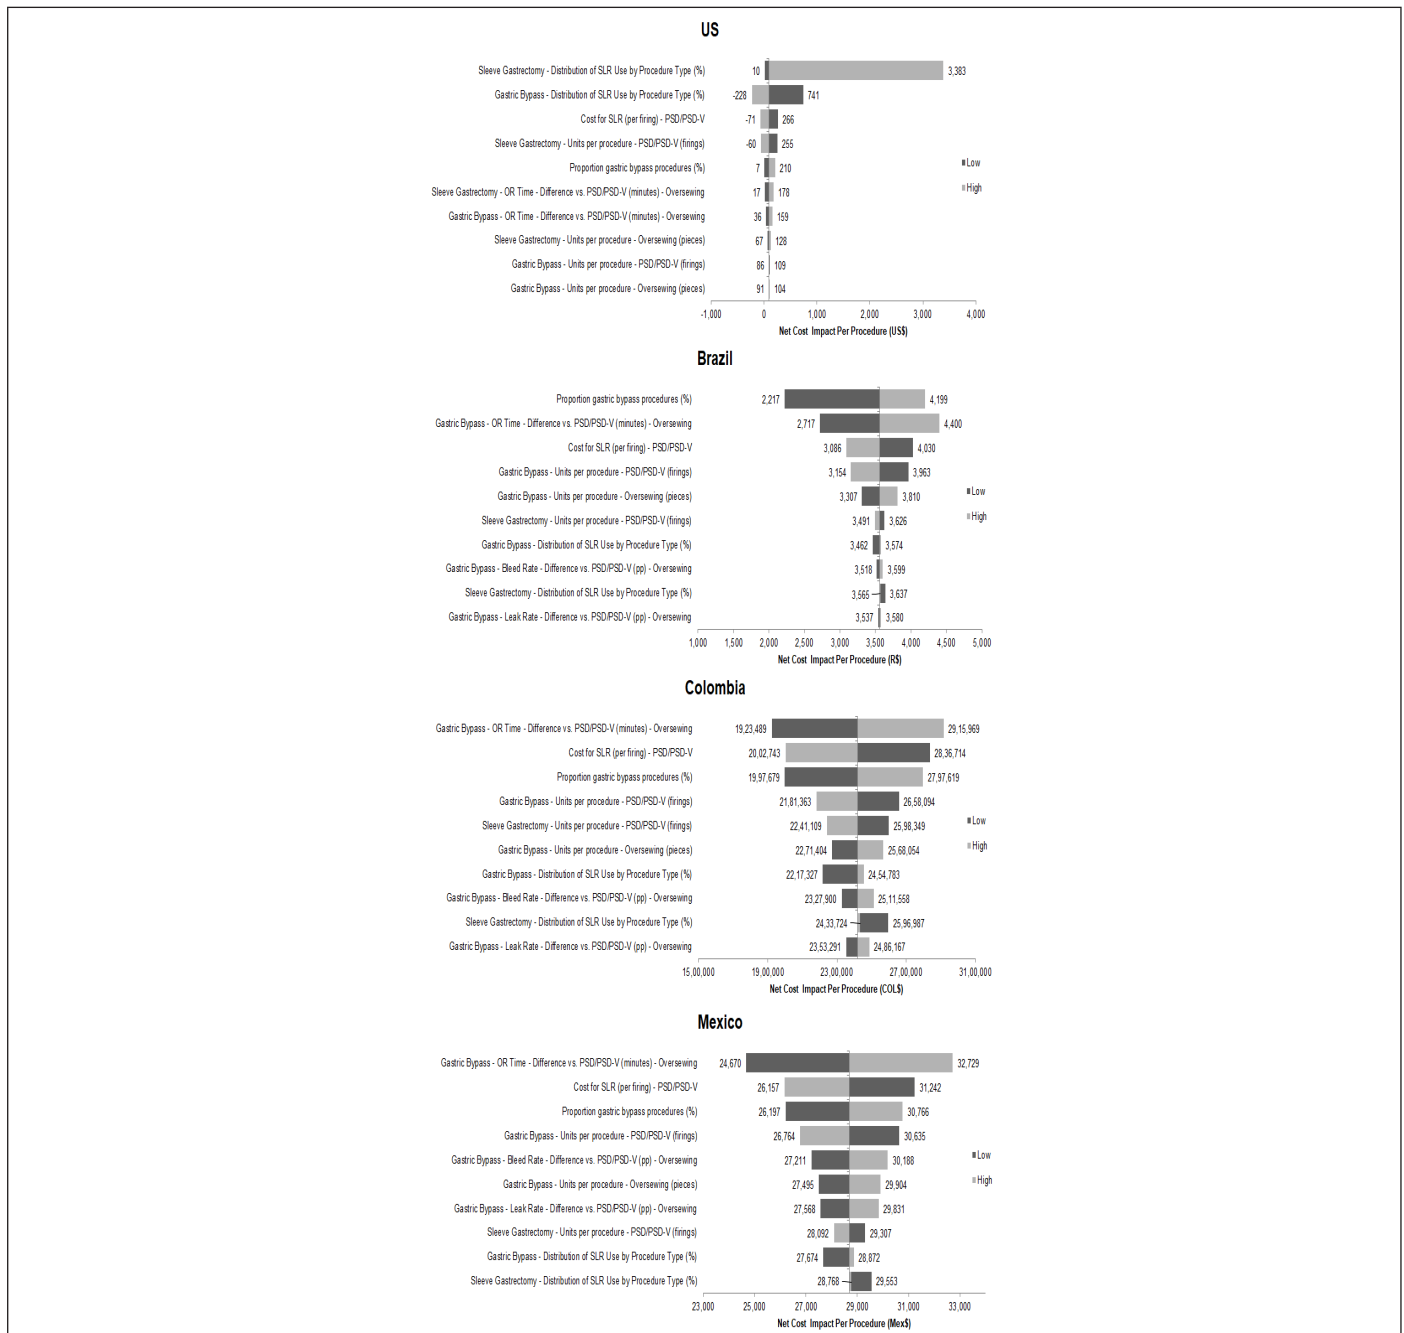 US
Sleeve Gastrectomy - Distribution of SLR Use by Procedure Type (%) 10 3,383
Gastric Bypass - Distribution of SLR Use by Procedure Type (%) -228 741
Cost for SLR (per firing) - PSD/PSD-V -71 266
Sleeve Gastrectomy - Units per procedure - PSD/PSD-V (firings) -60 255
Proportion gastric bypass procedures (%) 7 210
Low
High
Sleeve Gastrectomy - OR Time - Difference vs. PSD/PSD-V (minutes) - Oversewing 17 178
Gastric Bypass - OR Time - Difference vs. PSD/PSD-V (minutes) - Oversewing 36 159
Sleeve Gastrectomy - Units per procedure - Oversewing (pieces) 67 128
Gastric Bypass - Units per procedure - PSD/PSD-V (firings) 86 109
Gastric Bypass - Units per procedure - Oversewing (pieces) 91 104
-1,000 0 1,000 2,000 3,000 4,000
Net Cost Impact Per Procedure (US$)
Brazil
Proportion gastric bypass procedures (%) 2,217 4,199
Gastric Bypass - OR Time - Difference vs. PSD/PSD-V (minutes) - Oversewing 2,717 4,400
Cost for SLR (per firing) - PSD/PSD-V 3,086 4,030
Gastric Bypass - Units per procedure - PSD/PSD-V (firings) 3,154 3,963
Gastric Bypass - Units per procedure - Oversewing (pieces) 3,307 3,810
Low
High
Sleeve Gastrectomy - Units per procedure - PSD/PSD-V (firings) 3,491 3,626
Gastric Bypass - Distribution of SLR Use by Procedure Type (%) 3,462 3,574
Gastric Bypass - Bleed Rate - Difference vs. PSD/PSD-V (pp) - Oversewing 3,518 3,599
Sleeve Gastrectomy - Distribution of SLR Use by Procedure Type (%) 3,565 3,637
Gastric Bypass - Leak Rate - Difference vs. PSD/PSD-V (pp) - Oversewing 3,537 3,580
1,000 1,500 2,000 2,500 3,000 3,500 4,000 4,500 5,000
Net Cost Impact Per Procedure (R$)
Colombia
Gastric Bypass - OR Time - Difference vs. PSD/PSD-V (minutes) - Oversewing 19,23,489 29,15,969
Cost for SLR (per firing) - PSD/PSD-V 20,02,743 28,36,714
Proportion gastric bypass procedures (%) 19,97,679 27,97,619
Gastric Bypass - Units per procedure - PSD/PSD-V (firings) 21,81,363 26,58,094
Sleeve Gastrectomy - Units per procedure - PSD/PSD-V (firings) 22,41,109 25,98,349
Low
High
Gastric Bypass - Units per procedure - Oversewing (pieces) 22,71,404 25,68,054
Gastric Bypass - Distribution of SLR Use by Procedure Type (%) 22,17,327 24,54,783
Gastric Bypass - Bleed Rate - Difference vs. PSD/PSD-V (pp) - Oversewing 23,27,900 25,11,558
Sleeve Gastrectomy - Distribution of SLR Use by Procedure Type (%) 24,33,724 25,96,987
Gastric Bypass - Leak Rate - Difference vs. PSD/PSD-V (pp) - Oversewing 23,53,291 24,86,167
15,00,000 19,00,000 23,00,000 27,00,000 31,00,000
Net Cost Impact Per Procedure (COL$)
Mexico
Gastric Bypass - OR Time - Difference vs. PSD/PSD-V (minutes) - Oversewing 24,670 32,729
Cost for SLR (per firing) - PSD/PSD-V 26,157 31,242
Proportion gastric bypass procedures (%) 26,197 30,766
Gastric Bypass - Units per procedure - PSD/PSD-V (firings) 26,764 30,635
Gastric Bypass - Bleed Rate - Difference vs. PSD/PSD-V (pp) - Oversewing 27,211 30,188
Low
High
Gastric Bypass - Units per procedure - Oversewing (pieces) 27,495 29,904
Gastric Bypass - Leak Rate - Difference vs. PSD/PSD-V (pp) - Oversewing 27,568 29,831
Sleeve Gastrectomy - Units per procedure - PSD/PSD-V (firings) 28,092 29,307
Gastric Bypass - Distribution of SLR Use by Procedure Type (%) 27,674 28,872
Sleeve Gastrectomy - Distribution of SLR Use by Procedure Type (%) 28,768 29,553
23,000 25,000 27,000 29,000 31,000 33,000
Net Cost Impact Per Procedure (Mex$)